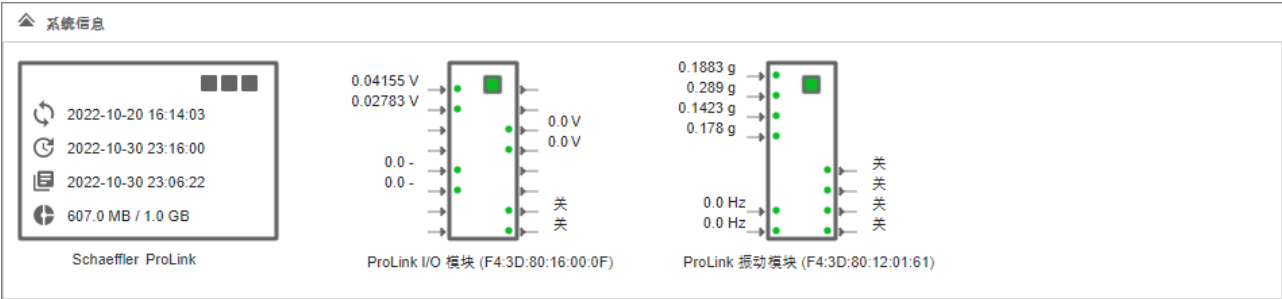 系统信息
2022-10-20 16:14:03
2022-10-30 23:16:00
2022-10-30 23:06:22
607.0 MB / 1.0 GB
Schaeffler ProLink
0.04155 V
0.02783 V
0.0 V
0.0 V
0.0 -
0.0 -
关
关
ProLink I/O 模块 (F4:3D:80:16:00:0F)
0.1883 g
0.289 g
0.1423 g
0.178 g
关
关
0.0 Hz 关
0.0 Hz 关
ProLink 振动模块 (F4:3D:80:12:01:61)